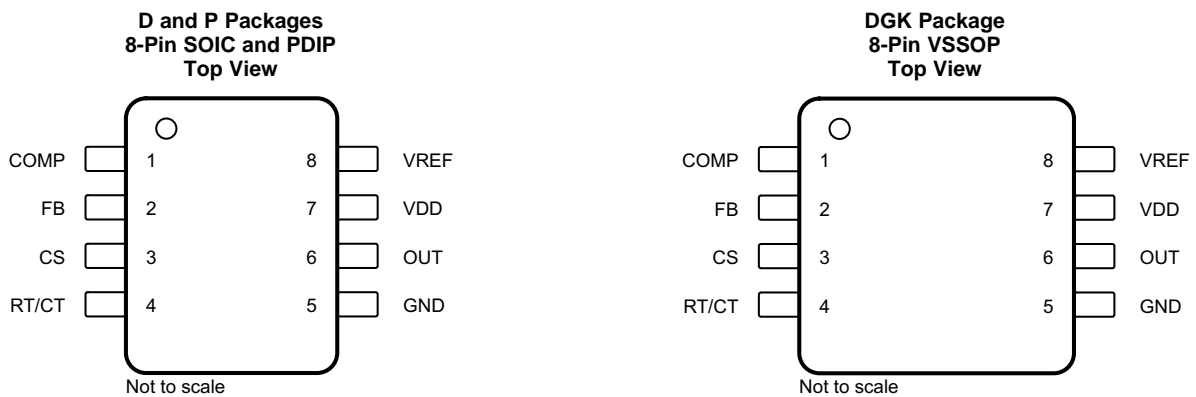 D and P Packages
8-Pin SOIC and PDIP
Top View
COMP 1 8 VREF
FB 2 7 VDD
CS 3 6 OUT
RT/CT 4 5 GND
Not to scale
DGK Package
8-Pin VSSOP
Top View
COMP 1 8 VREF
FB 2 7 VDD
CS 3 6 OUT
RT/CT 4 5 GND
Not to scale